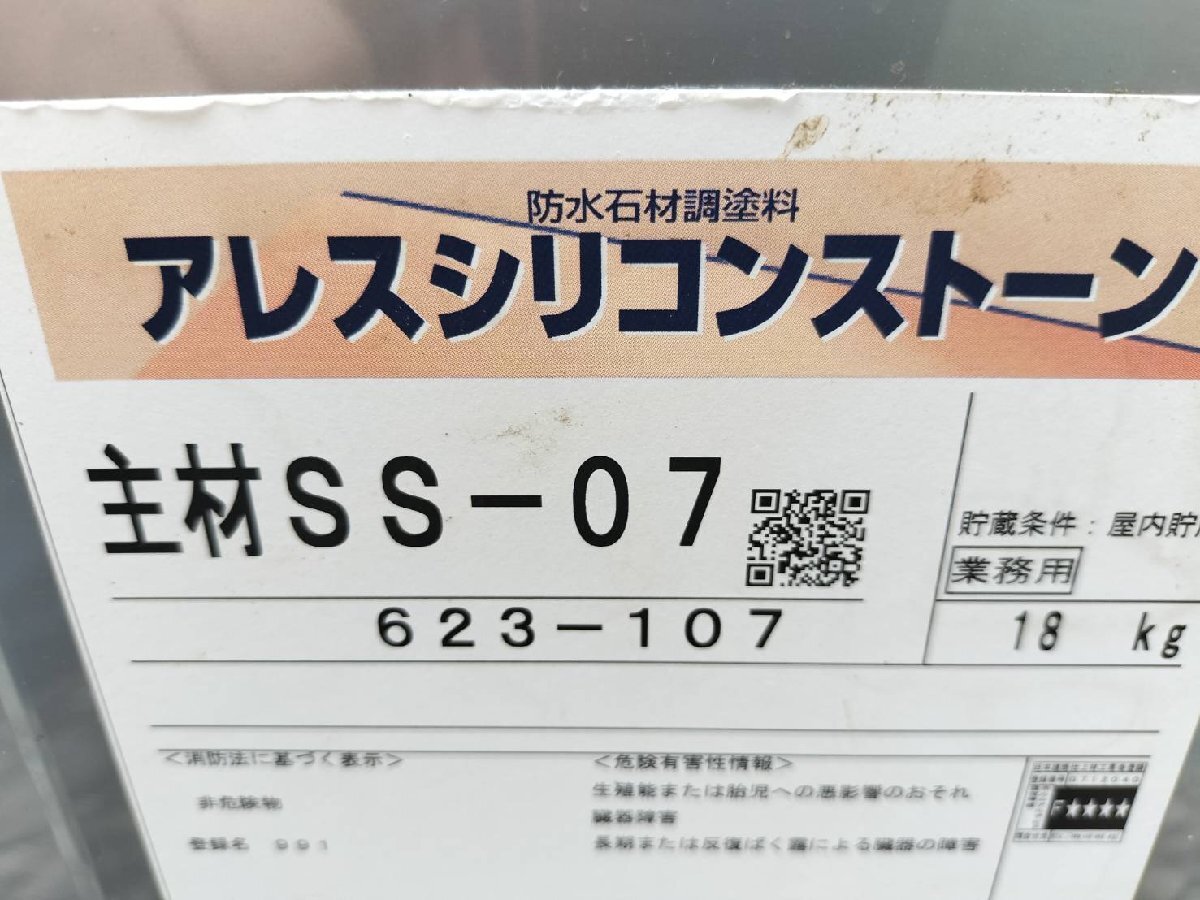 防水石材調塗料
アレスシリコンストーン
主材SS-07
貯蔵条件：屋内貯
業務用
623-107
18 kg
<消防法に基づく表示>
非危険物
登録名 991
<危険有害性情報>
生殖能または胎児への悪影響のおそれ
臓器障害
長期または反復ばく露による臓器の障害
F★★★★